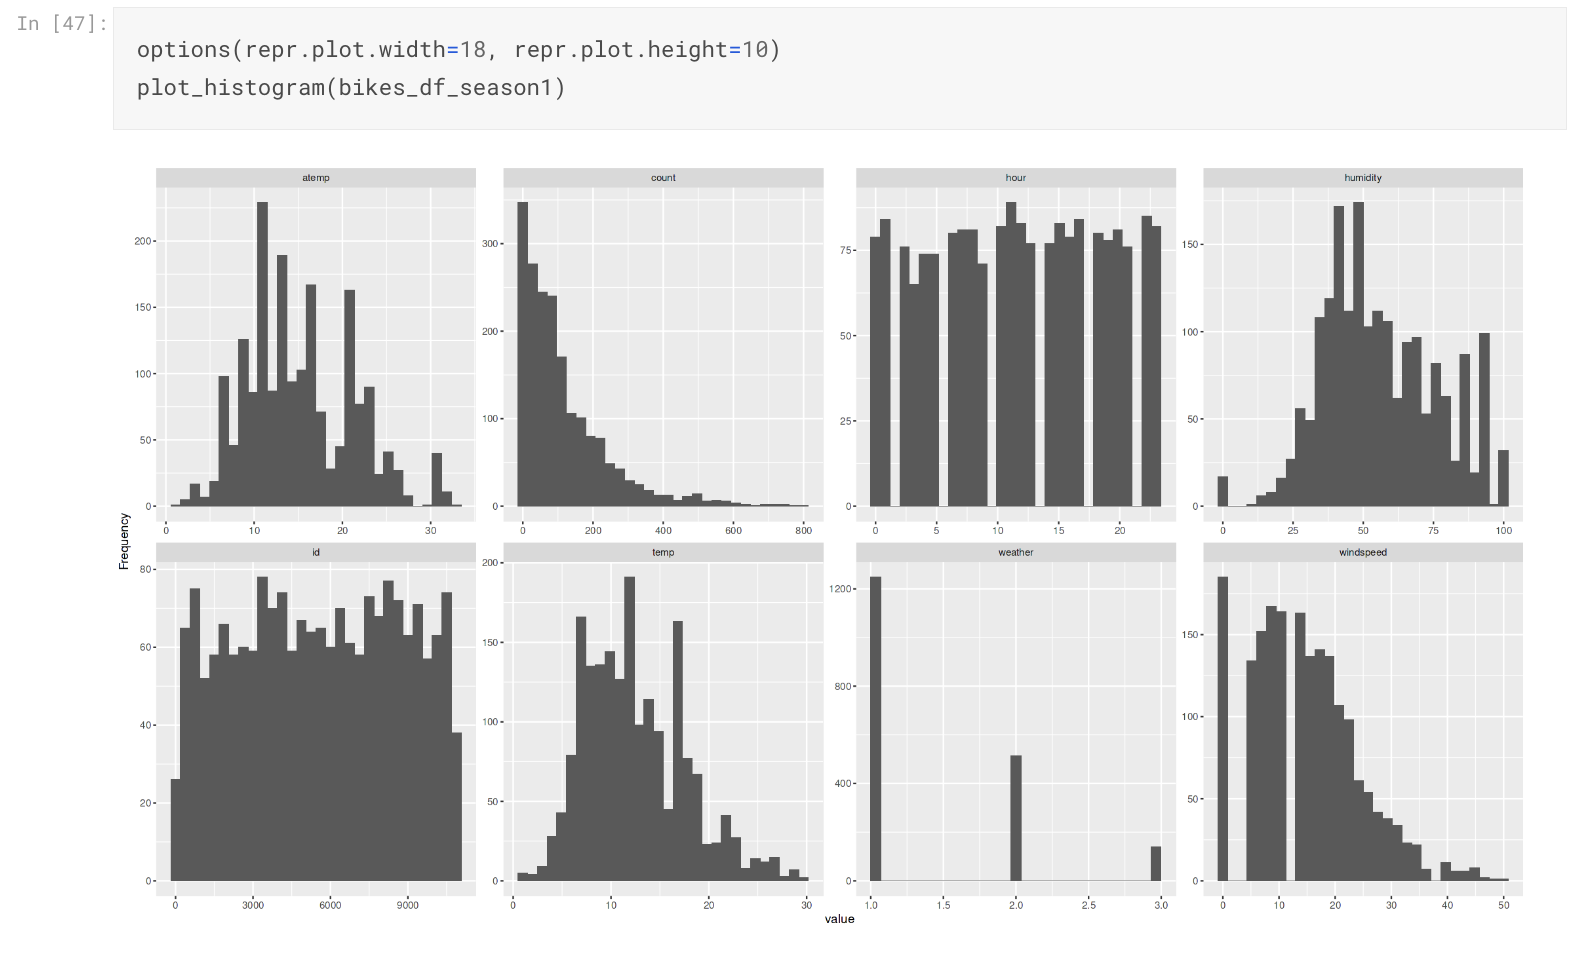 In [47]:
options(repr.plot.width=18, repr.plot.height=10)
plot_histogram(bikes_df_season1)
atemp count hour humidity
200 300 75 150
150 200 50 100
100 100 25 50
50 0 0 0
0
0 10 20 30 0 200 400 600 800 0 5 10 15 20 0 25 50 75 100
Frequency
id temp weather windspeed
80 200 1200 150
60 150 800 100
40 100 400 50
20 50 0 0
0 0
0 3000 6000 9000 0 10 20 30 1.0 1.5 2.0 2.5 3.0 0 10 20 30 40 50
value